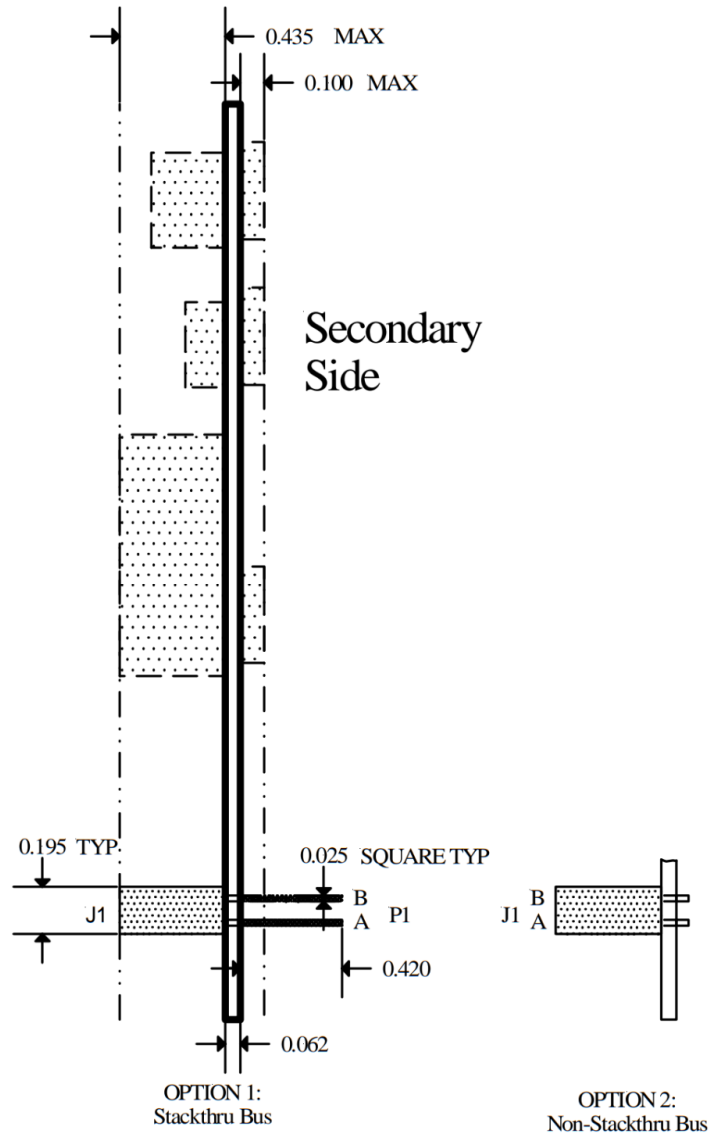 0.435 MAX
0.100 MAX
Secondary
Side
0.195 TYP.
0.025 SQUARE TYP
B
A
P1
J1
J1
B
A
0.420
0.062
OPTION 1:
Stackthru Bus
OPTION 2:
Non-Stackthru Bus